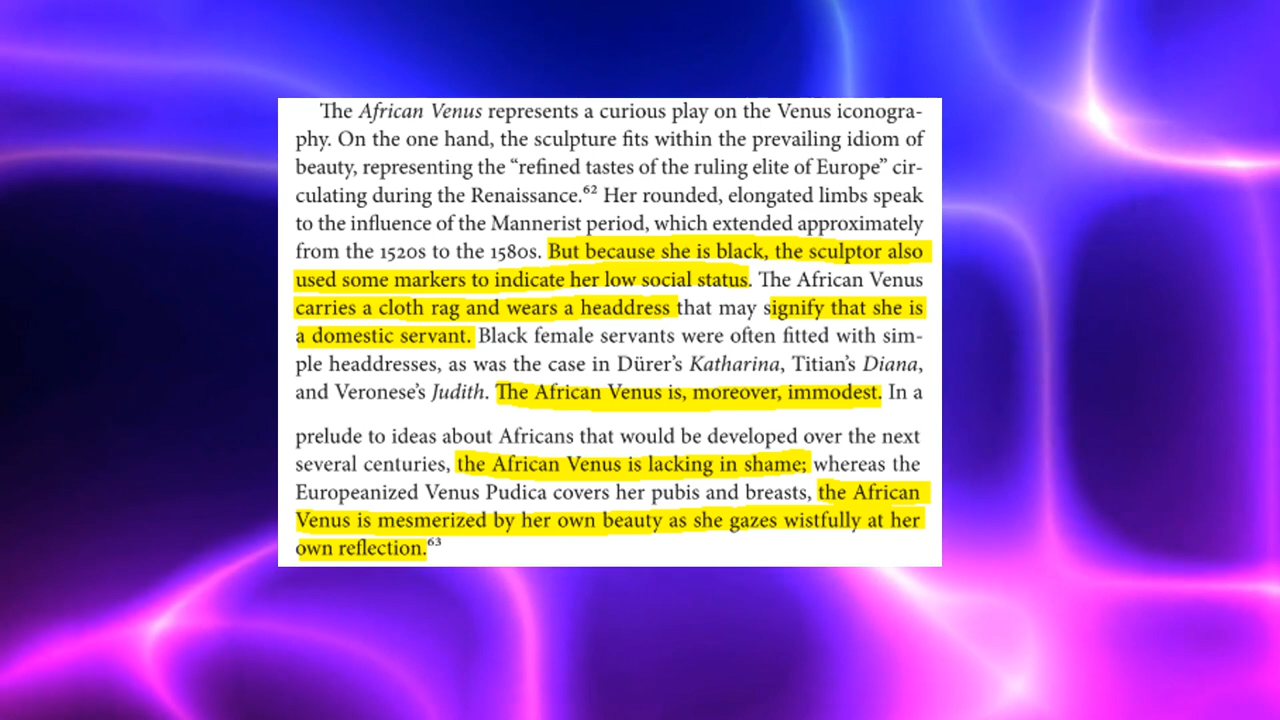 The African Venus represents a curious play on the Venus iconogra-
phy. On the one hand, the sculpture fits within the prevailing idiom of
beauty, representing the “refined tastes of the ruling elite of Europe” cir-
culating during the Renaissance.62 Her rounded, elongated limbs speak
to the influence of the Mannerist period, which extended approximately
from the 1520s to the 1580s. But because she is black, the sculptor also
used some markers to indicate her low social status. The African Venus
carries a cloth rag and wears a headdress that may signify that she is
a domestic servant. Black female servants were often fitted with sim-
ple headdresses, as was the case in Dürer’s Katharina, Titian’s Diana,
and Veronese’s Judith. The African Venus is, moreover, immodest. In a
prelude to ideas about Africans that would be developed over the next
several centuries, the African Venus is lacking in shame; whereas the
Europeanized Venus Pudica covers her pubis and breasts, the African
Venus is mesmerized by her own beauty as she gazes wistfully at her
own reflection.63